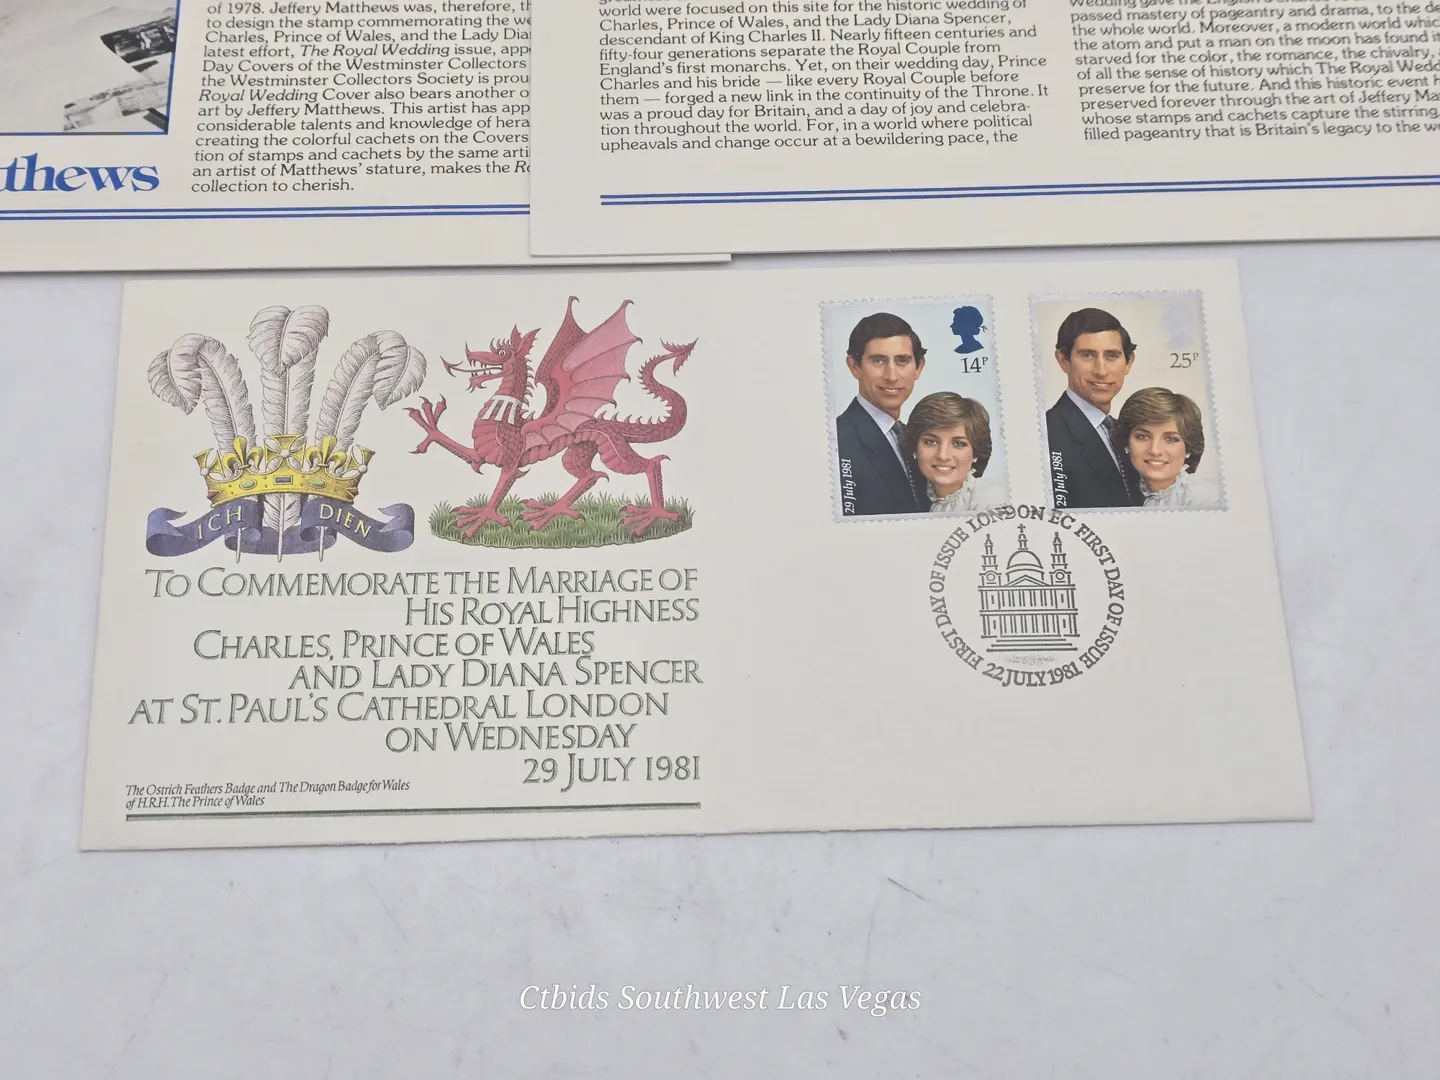 of 1978. Jeffery Matthews was, therefore,
to design the stamp commemorating the
Charles, Prince of Wales, and the Lady
latest effort, The Royal Wedding issue,
Day Covers of the Westminster Collectors
the Westminster Collectors Society is
Royal Wedding Cover also bears another
art by Jeffery Matthews. This artist has
considerable talents and knowledge of
creating the colorful cachets on the Covers
tion of stamps and cachets by the same
an artist of Matthews' stature, makes the
collection to cherish.
thews
world were focused on this site for the historic wedding of
Charles, Prince of Wales, and the Lady Diana Spencer,
descendant of King Charles II. Nearly fifteen centuries and
fifty-four generations separate the Royal Couple from
England's first monarchs. Yet, on their wedding day, Prince
Charles and his bride — like every Royal Couple before
them — forged a new link in the continuity of the Throne. It
was a proud day for Britain, and a day of joy and celebra-
tion throughout the world. For, in a world where political
upheavals and change occur at a bewildering pace, the
passed mastery of pageantry and drama, to the
the whole world. Moreover, a modern world
the atom and put a man on the moon has found
starved for the color, the romance, the chivalry,
of all the sense of history which The Royal
preserve for the future. And this historic event
preserved forever through the art of Jeffery
whose stamps and cachets capture the stirring,
filled pageantry that is Britain's legacy to the
ICH DIEN
TO COMMEMORATE THE MARRIAGE OF
HIS ROYAL HIGHNESS
CHARLES, PRINCE OF WALES
AND LADY DIANA SPENCER
AT ST. PAUL'S CATHEDRAL LONDON
ON WEDNESDAY
29 JULY 1981
The Ostrich Feathers Badge and The Dragon Badge for Wales
of H.R.H. The Prince of Wales
14P
29 July 1981
25P
29 July 1981
FIRST DAY OF ISSUE LONDON EC FIRST DAY OF ISSUE
22 JULY 1981
Ctbids Southwest Las Vegas